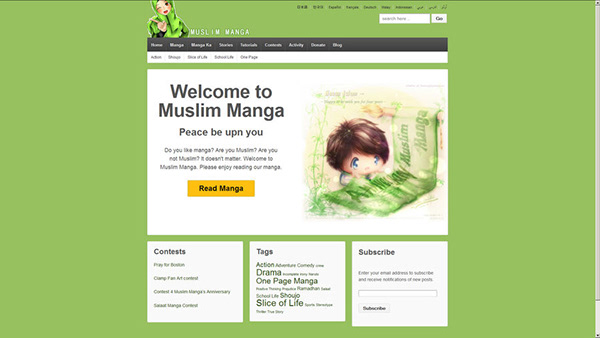 日本語 한국어 Español français Deutsch Malay Indonesian عربي فارسی اردو
MUSLIM MANGA
search here ... Go
Home Manga Manga-Ka Stories Tutorials Contests Activity Donate Blog
Action Shoujo Slice of Life School Life One Page
Welcome to
Muslim Manga
Peace be upn you
Do you like manga? Are you Muslim? Are you
not Muslim? It doesn't matter. Welcome to
Muslim Manga. Please enjoy reading our manga.
Read Manga
Muslim
Manga
Contests
Pray for Boston
Clamp Fan Art contest
Contest A Muslim Manga's Anniversary
Salaat Manga Contest
Tags
Action Adventure Comedy crime
Drama Incomplete Irony Manda
One Page Manga
Positive Thinking Prejudice Ramadhan Salaat
School Life Shoujo
Slice of Life Sports Stereotype
Thriller True Story
Subscribe
Enter your email address to subscribe
and receive notifications of new posts.
Subscribe